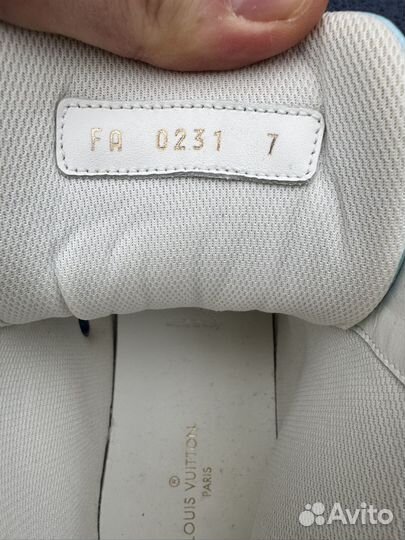 FA 0231 7
®
LOUIS VUITTON
PARIS
Avito